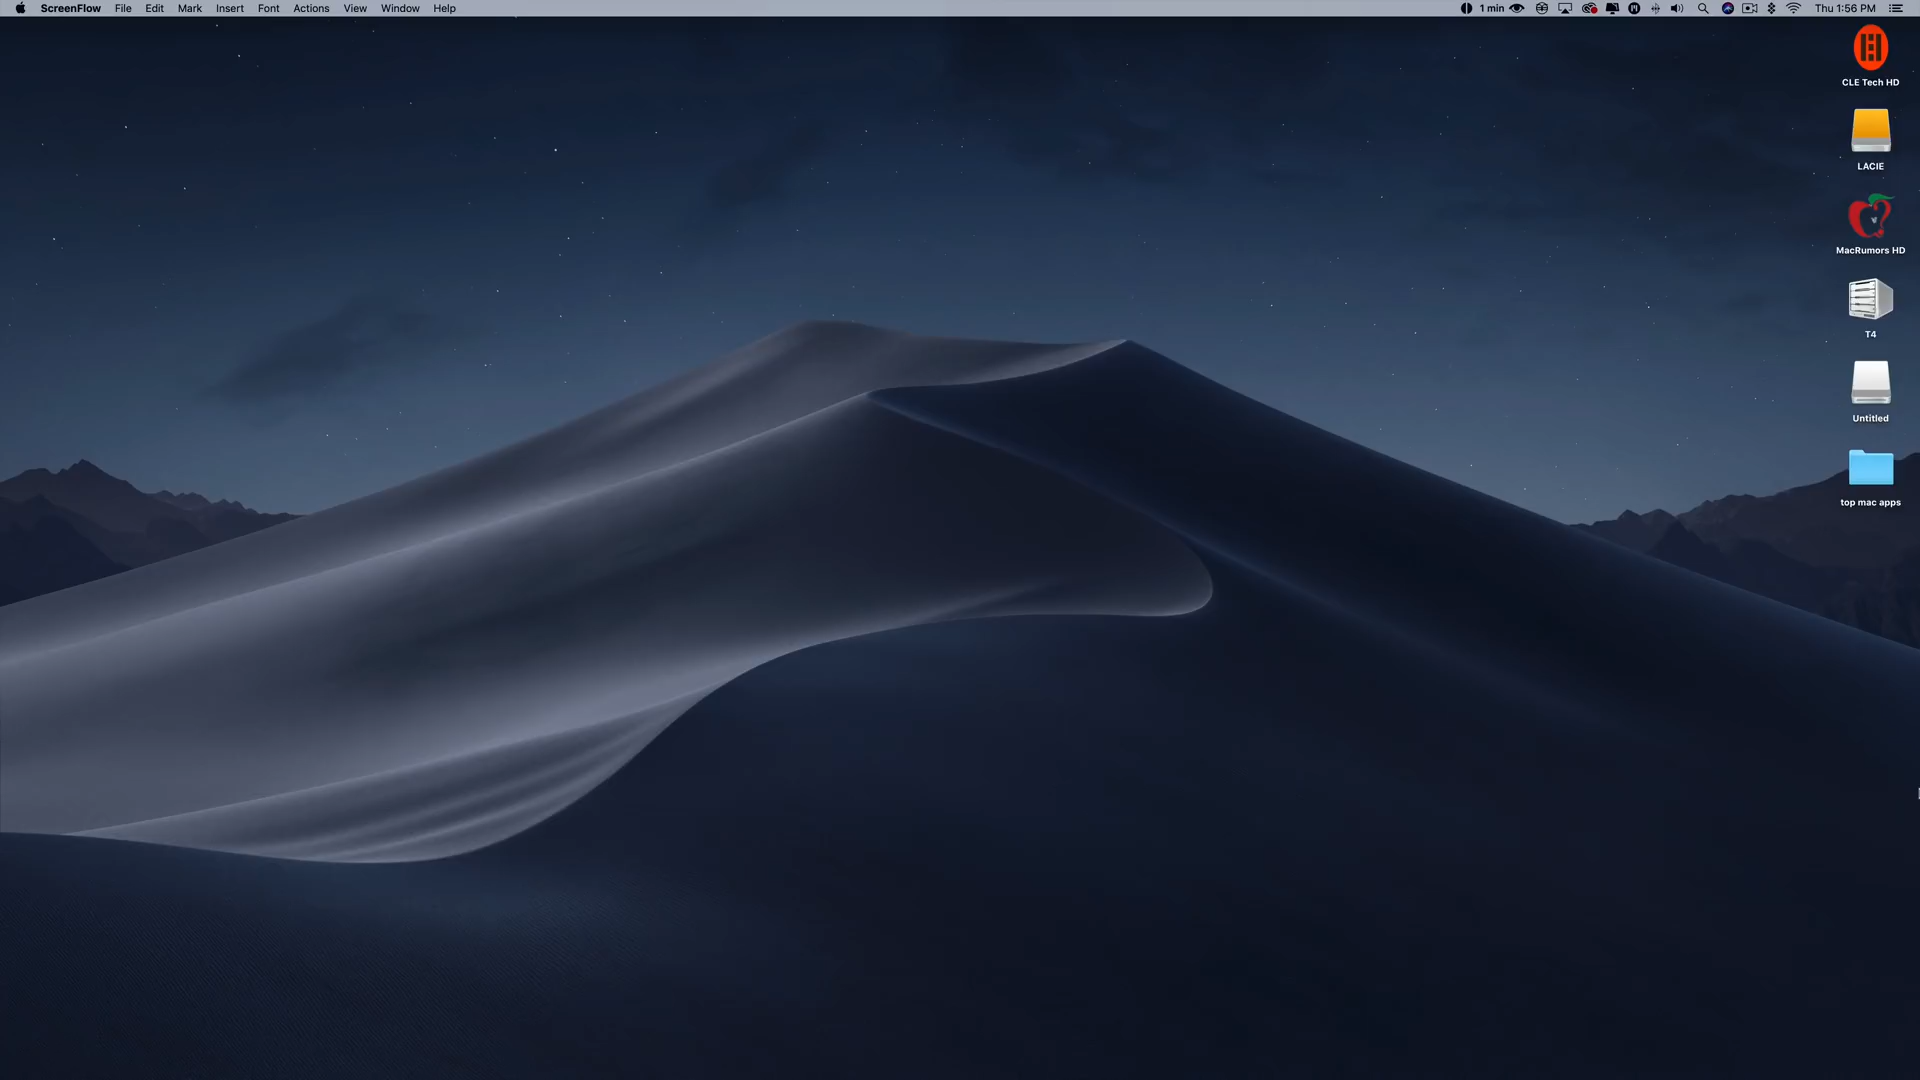 ScreenFlow File Edit Mark Insert Font Actions View Window Help 1 min Thu 1:56 PM
CLE Tech HD
LACIE
MacRumors HD
T4
Untitled
top mac apps